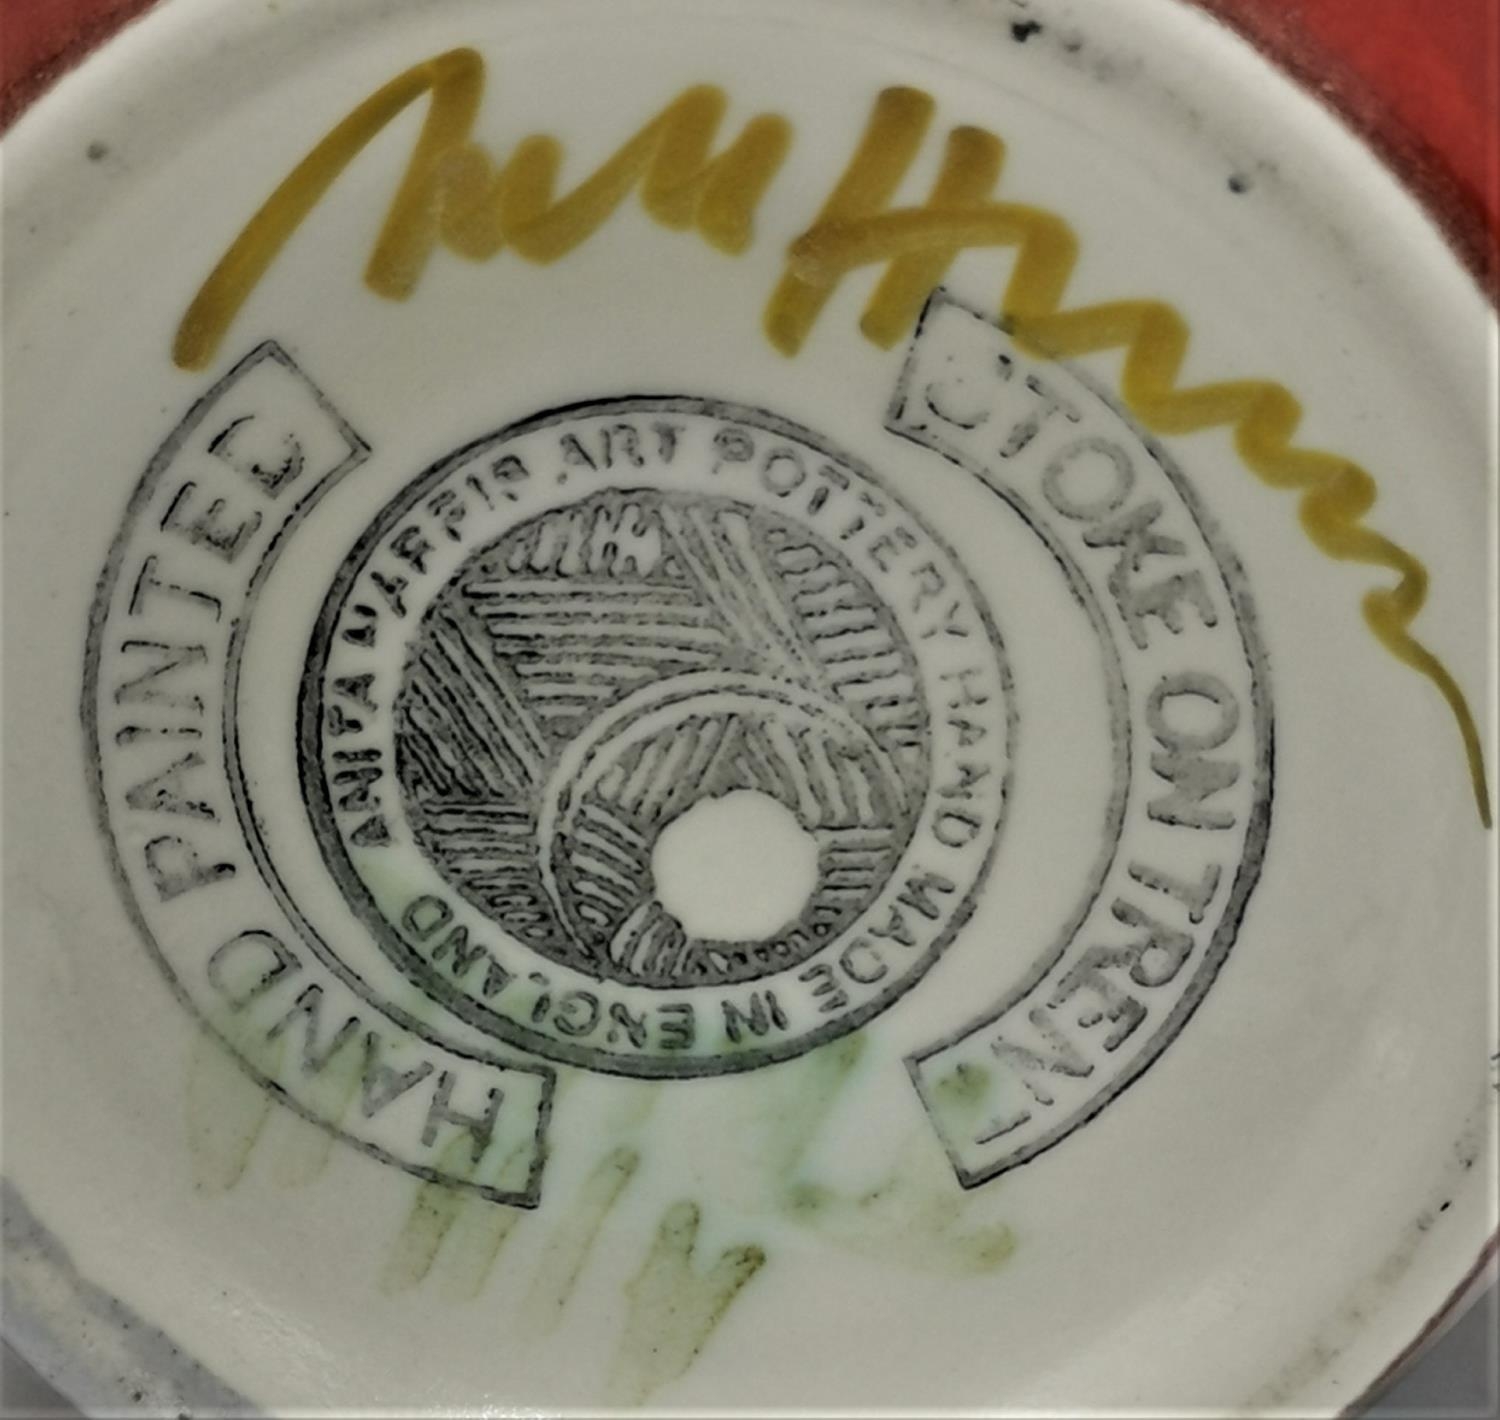 HAND PAINTED
STOKE ON TRENT
ANITA HARRIS ART POTTERY HAND MADE IN ENGLAND